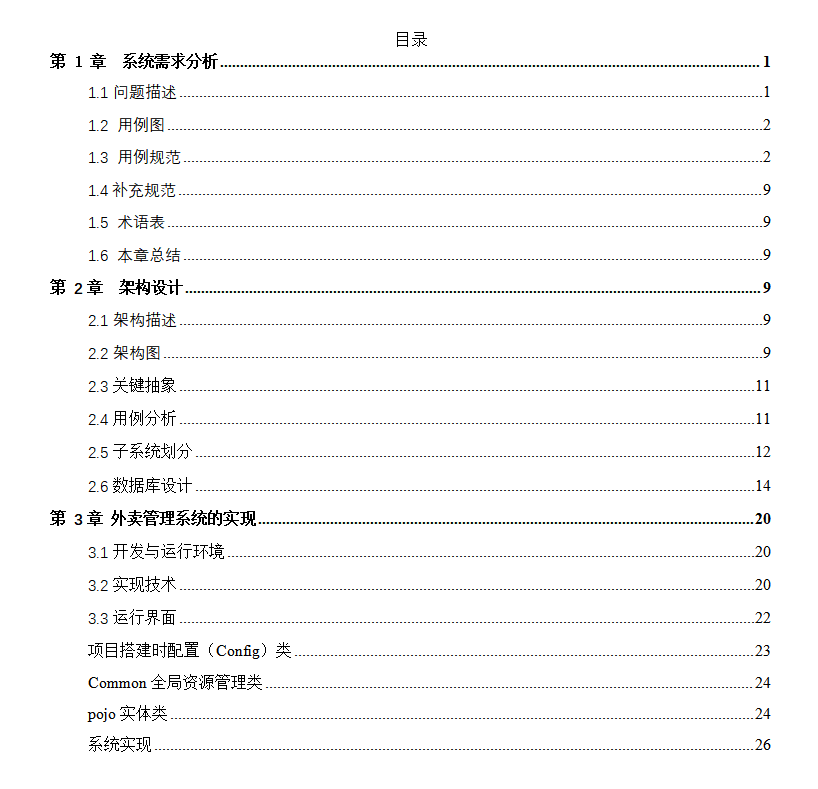 目录
第 1 章 系统需求分析 1
1.1 问题描述 1
1.2 用例图 2
1.3 用例规范 2
1.4 补充规范 9
1.5 术语表 9
1.6 本章总结 9
第 2 章 架构设计 9
2.1 架构描述 9
2.2 架构图 9
2.3 关键抽象 11
2.4 用例分析 11
2.5 子系统划分 12
2.6 数据库设计 14
第 3 章 外卖管理系统的实现 20
3.1 开发与运行环境 20
3.2 实现技术 20
3.3 运行界面 22
项目搭建时配置（Config）类 23
Common 全局资源管理类 24
pojo 实体类 24
系统实现 26